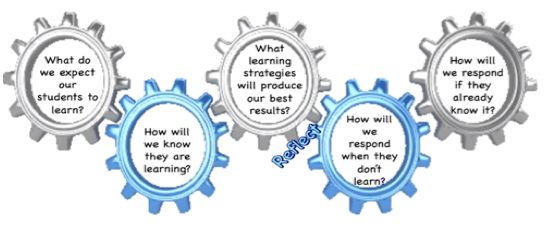 What do
we expect
our
students to
learn?
How will
we know
they are
learning?
What
learning
strategies
will produce
our best
results?
Reflect
How will
we
respond
when they
don't
learn?
How will
we respond
if they
already
know it?